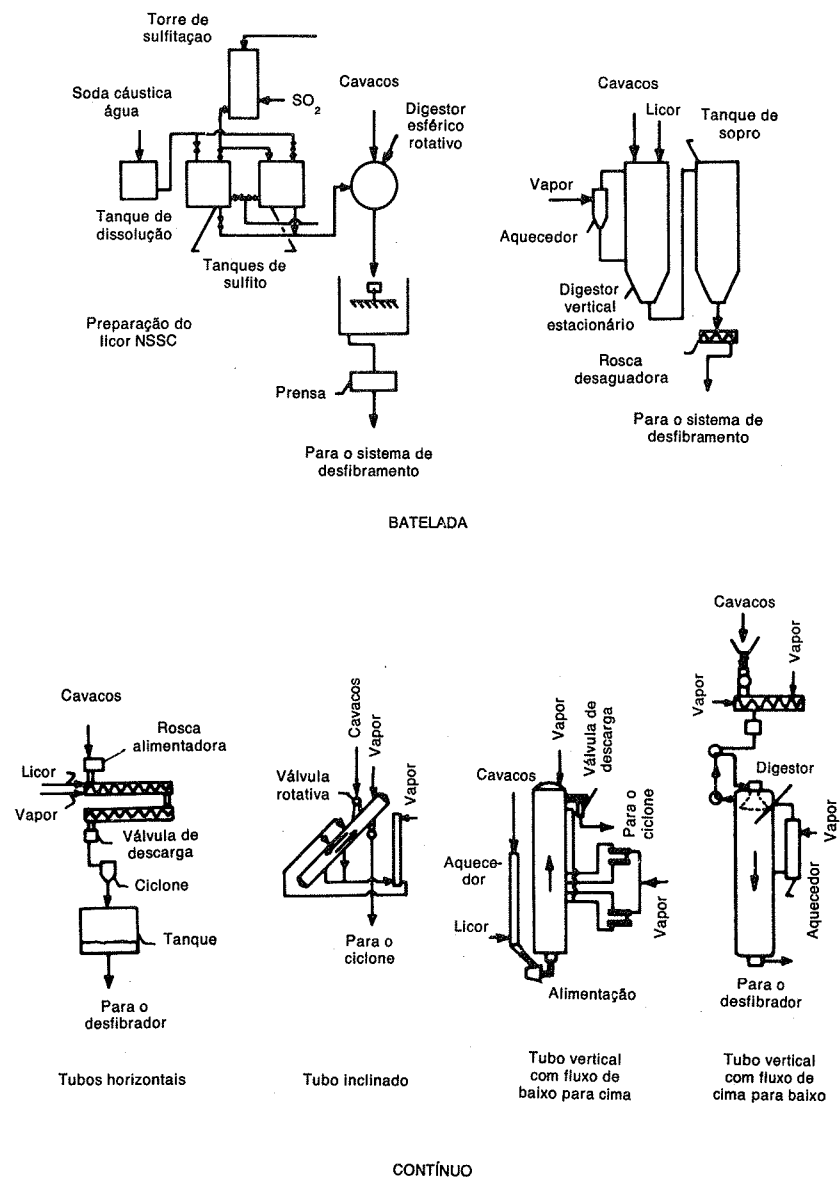 Torre de
sulfitaçao
SO2
Soda cáustica
água
Tanque de
dissolução
Tanques de
sulfito
Preparação do
licor NSSC
Cavacos
Digestor
esférico
rotativo
Prensa
Para o sistema de
desfibramento
Cavacos
Licor
Tanque de
sopro
Vapor
Aquecedor
Digestor
vertical
estacionário
Rosca
desaguadora
Para o sistema de
desfibramento
BATELADA
Cavacos
Rosca
alimentadora
Licor
Vapor
Válvula de
descarga
Ciclone
Tanque
Para o
desfibrador
Tubos horizontais
Cavacos
Vapor
Válvula
rotativa
Vapor
Para o
ciclone
Tubo inclinado
Vapor
Válvula de
descarga
Cavacos
Para o
ciclone
Aquece-
dor
Licor
Vapor
Alimentação
Tubo vertical
com fluxo de
baixo para cima
Cavacos
Vapor
Vapor
Digestor
Vapor
Aquecedor
Para o
desfibrador
Tubo vertical
com fluxo de
cima para baixo
CONTÍNUO